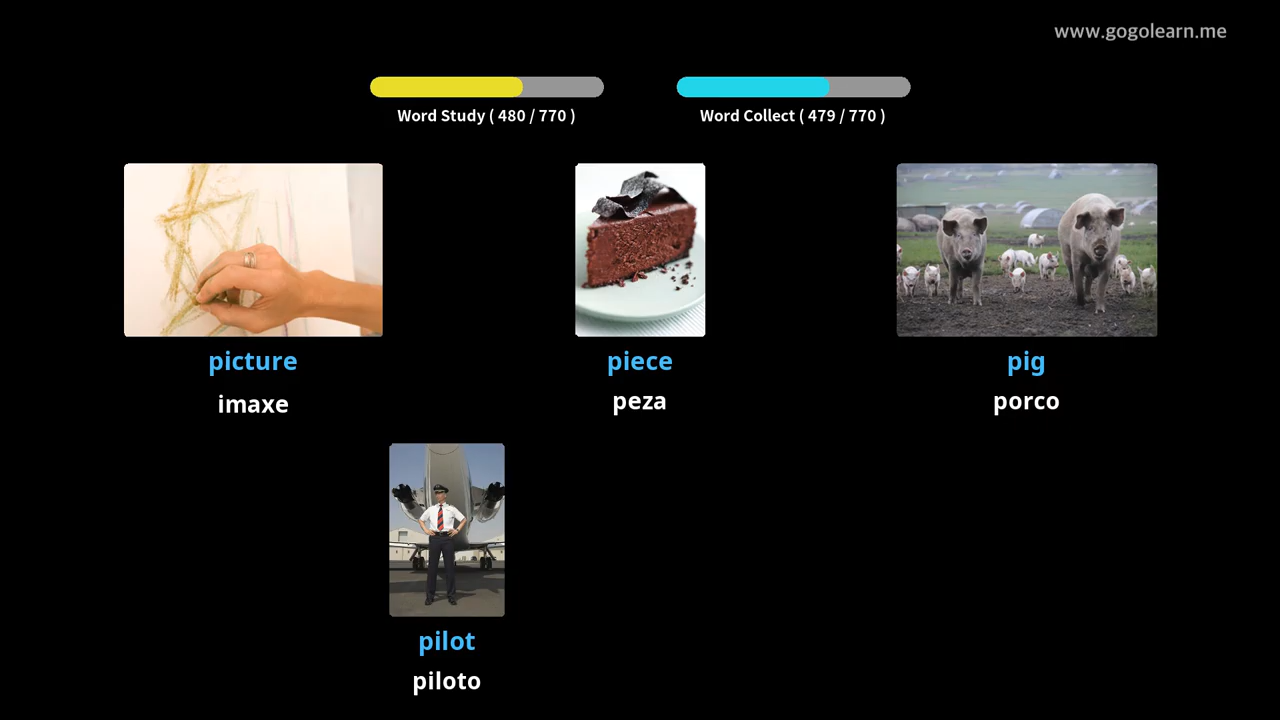 www.gogolearn.me
Word Study ( 480 / 770 )
Word Collect ( 479 / 770 )
picture
imaxe
piece
peza
pig
porco
pilot
piloto